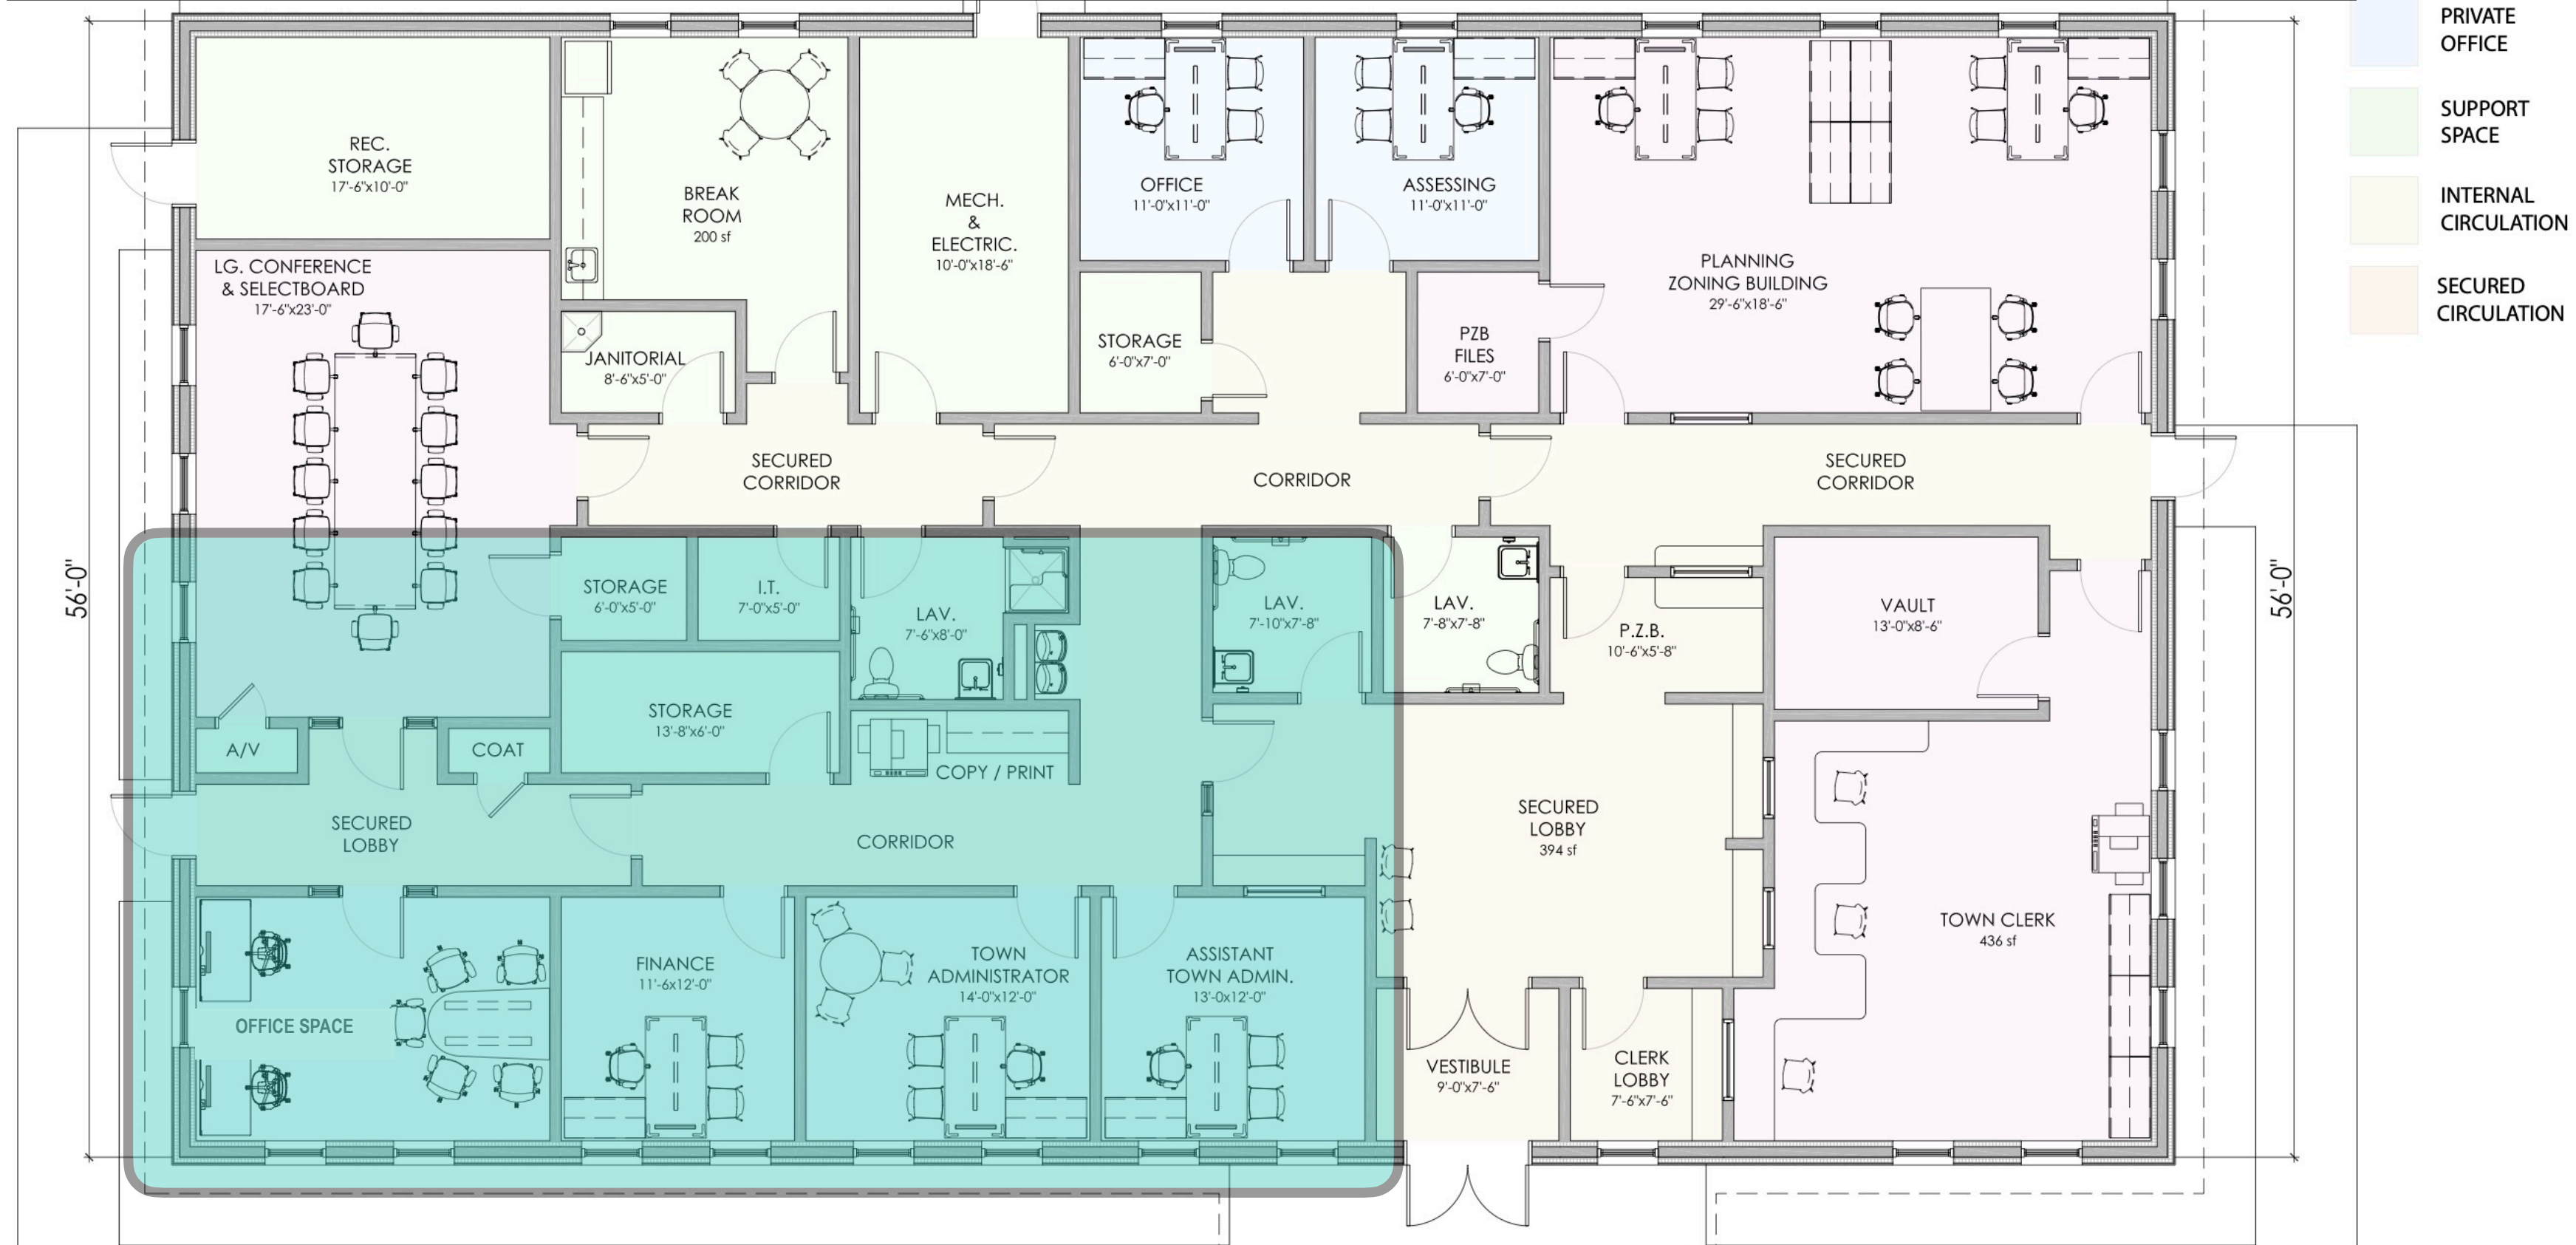 PRIVATE
OFFICE
SUPPORT
SPACE
INTERNAL
CIRCULATION
SECURED
CIRCULATION
REC.
STORAGE
17'-6"x10'-0"
BREAK
ROOM
200 sf
MECH.
&
ELECTRIC.
10'-0"x18'-6"
OFFICE
11'-0"x11'-0"
ASSESSING
11'-0"x11'-0"
PLANNING
ZONING BUILDING
29'-6"x18'-6"
LG. CONFERENCE
& SELECTBOARD
17'-6"x23'-0"
JANITORIAL
8'-6"x5'-0"
STORAGE
6'-0"x7'-0"
PZB
FILES
6'-0"x7'-0"
SECURED
CORRIDOR
CORRIDOR
SECURED
CORRIDOR
56'-0"
56'-0"
STORAGE
6'-0"x5'-0"
I.T.
7'-0"x5'-0"
LAV.
7'-6"x8'-0"
LAV.
7'-10"x7'-8"
LAV.
7'-8"x7'-8"
P.Z.B.
10'-6"x5'-8"
VAULT
13'-0"x8'-6"
STORAGE
13'-8"x6'-0"
A/V
COAT
COPY / PRINT
SECURED
LOBBY
CORRIDOR
SECURED
LOBBY
394 sf
TOWN CLERK
436 sf
OFFICE SPACE
FINANCE
11'-6x12'-0"
TOWN
ADMINISTRATOR
14'-0"x12'-0"
ASSISTANT
TOWN ADMIN.
13'-0x12'-0"
VESTIBULE
9'-0"x7'-6"
CLERK
LOBBY
7'-6"x7'-6"